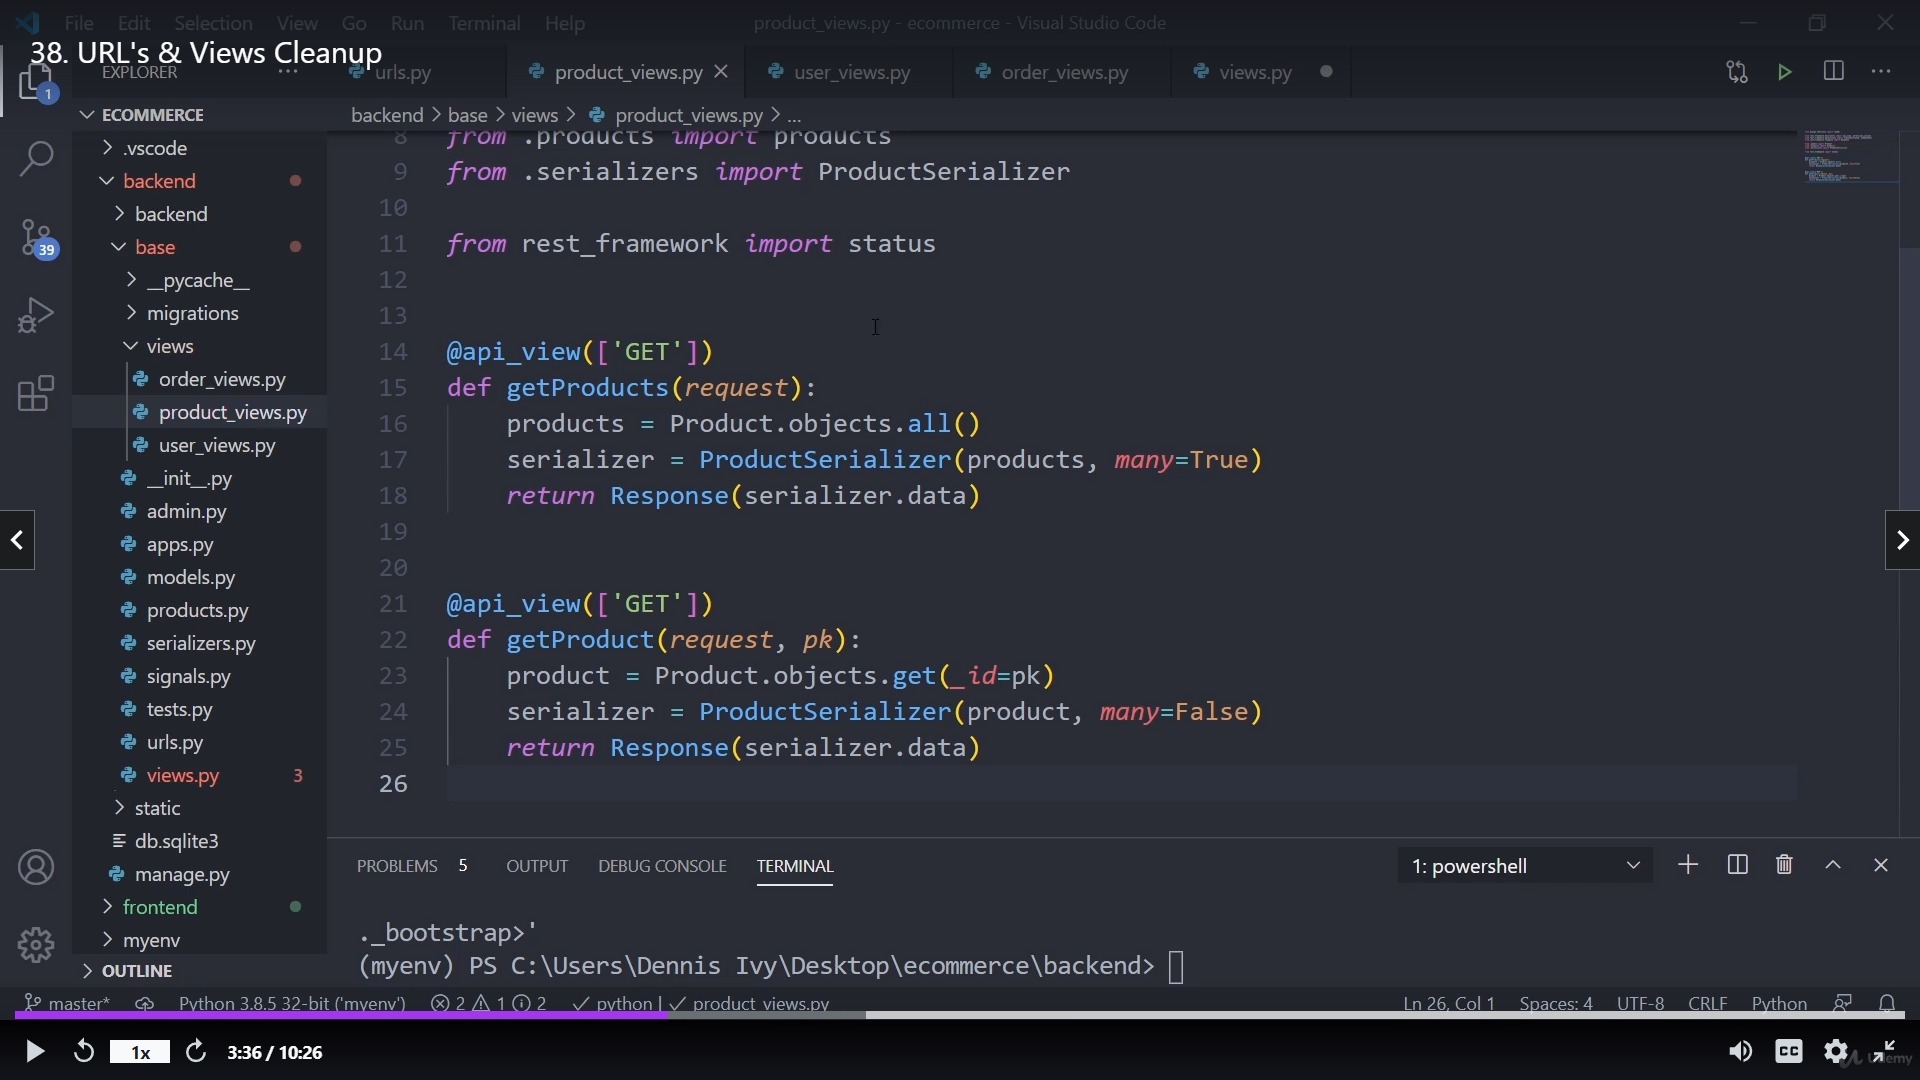 File Edit Selection View Go Run Terminal Help
product_views.py - ecommerce - Visual Studio Code
38. URL's & Views Cleanup
EXPLORER
urls.py
product_views.py
user_views.py
order_views.py
views.py
1
ECOMMERCE
backend > base > views > product_views.py > ...
.vscode
backend
backend
base
__pycache__
migrations
views
order_views.py
product_views.py
user_views.py
__init__.py
admin.py
apps.py
models.py
products.py
serializers.py
signals.py
tests.py
urls.py
views.py 3
static
db.sqlite3
manage.py
frontend
myenv
OUTLINE
39
8 from .products import products
9 from .serializers import ProductSerializer
10
11 from rest_framework import status
12
13
14 @api_view(['GET'])
15 def getProducts(request):
16 products = Product.objects.all()
17 serializer = ProductSerializer(products, many=True)
18 return Response(serializer.data)
19
20
21 @api_view(['GET'])
22 def getProduct(request, pk):
23 product = Product.objects.get(_id=pk)
24 serializer = ProductSerializer(product, many=False)
25 return Response(serializer.data)
26
PROBLEMS 5 OUTPUT DEBUG CONSOLE TERMINAL
1: powershell
._bootstrap>'
(myenv) PS C:\Users\Dennis Ivy\Desktop\ecommerce\backend>
master* Python 3.8.5 32-bit ('myenv') 2 1 2 python | product_views.py
Ln 26, Col 1 Spaces: 4 UTF-8 CRLF Python
1x
3:36 / 10:26
CC
Udemy